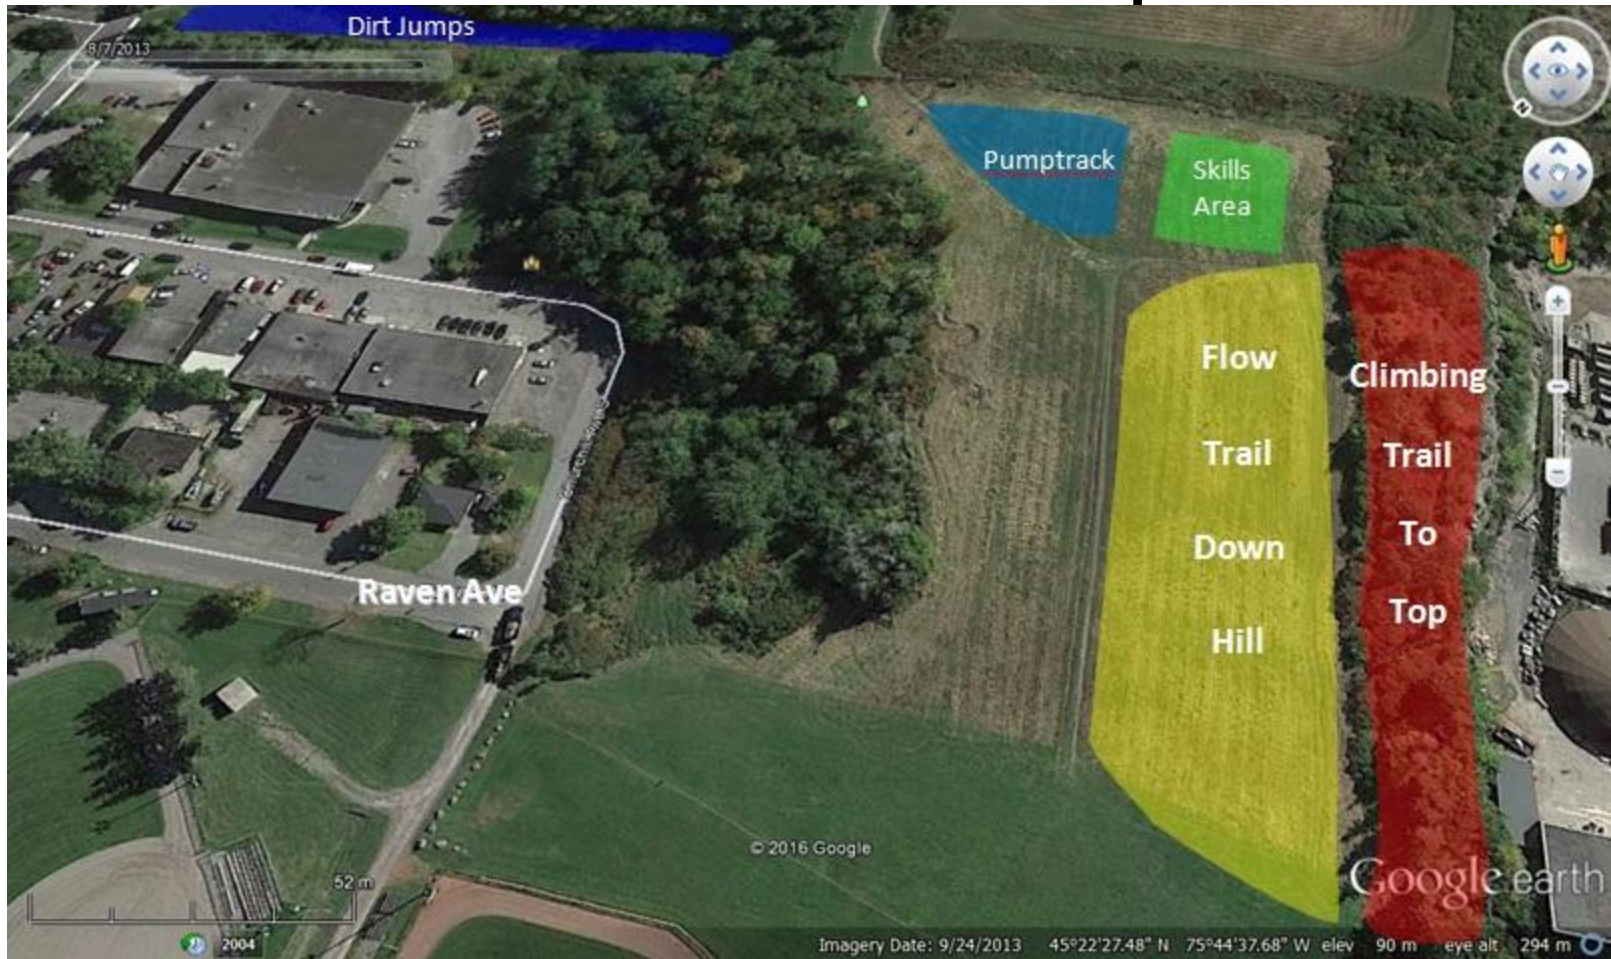 Dirt Jumps
8/7/2013
Pumptrack
Skills
Area
Flow
Trail
Down
Hill
Climbing
Trail
To
Top
Raven Ave
© 2016 Google
Google earth
52 m
2004
Imagery Date: 9/24/2013 45°22'27.48" N 75°44'37.68" W elev 90 m eye alt 294 m